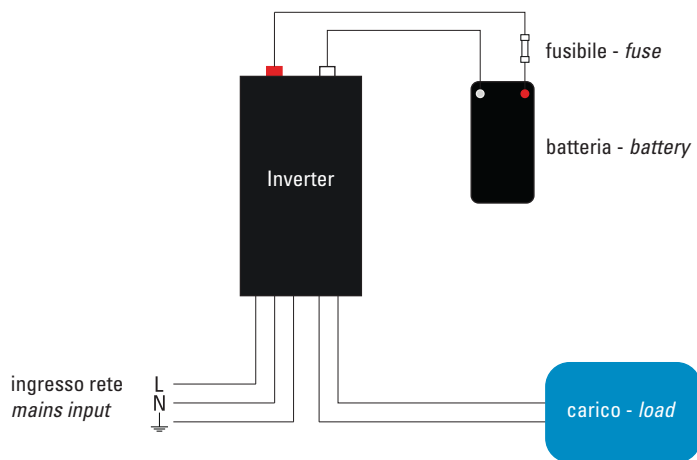 fusibile - fuse
batteria - battery
Inverter
ingresso rete
mains input
L
N
carico - load